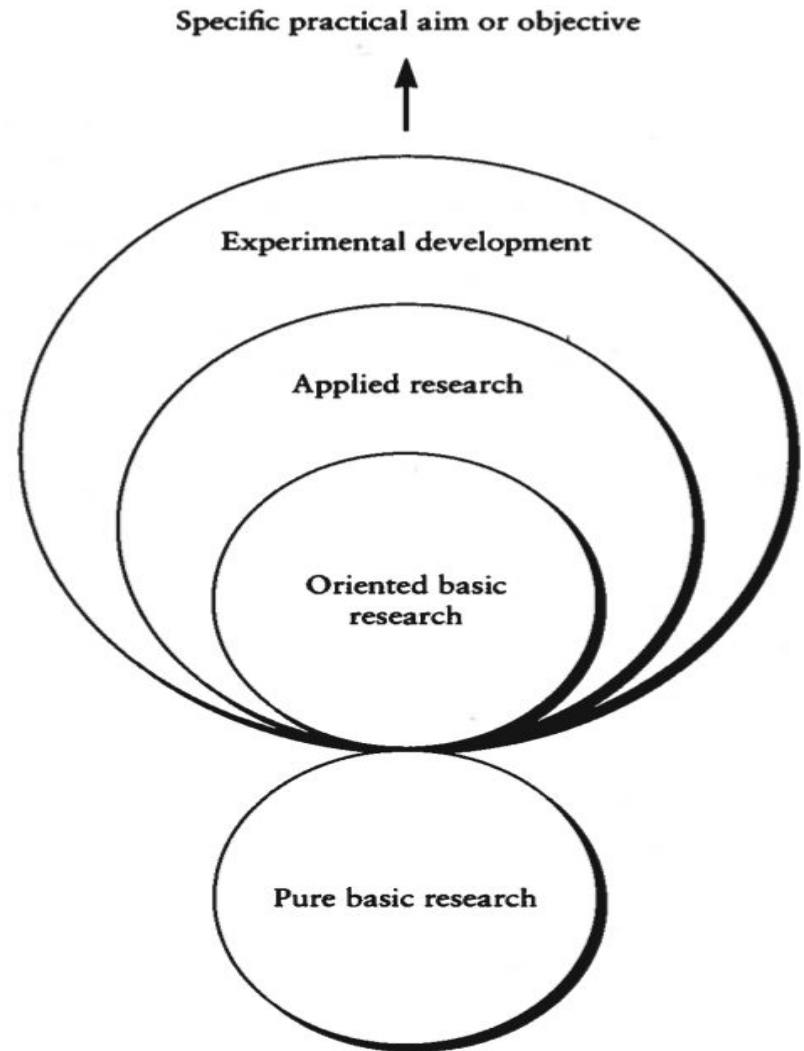 Specific practical aim or objective
Experimental development
Applied research
Oriented basic
research
Pure basic research